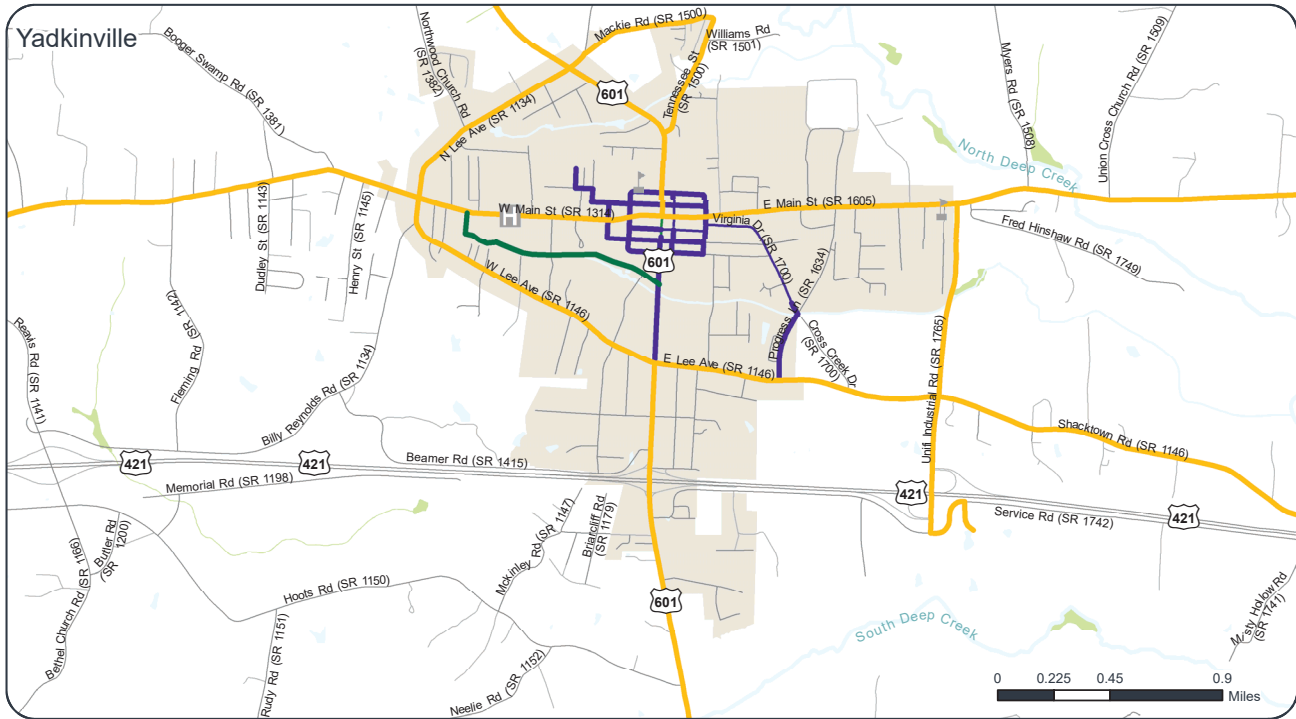 Yadkinville
Booger Swamp Rd (SR 1381)
Northwood Church Rd
(SR 1382)
Mackie Rd (SR 1500)
Williams Rd
(SR 1501)
Tennessee St
(SR 1500)
601
N Lee Ave (SR 1134)
Myers Rd (SR 1508)
Union Cross Church Rd (SR 1509)
North Deep Creek
Dudley St (SR 1143)
Henry St (SR 1145)
H
W Main St (SR 1314)
E Main St (SR 1605)
Virginia Dr (SR 1700)
Fred Hinshaw Rd (SR 1749)
601
SR 1634)
Progress Ln
Cross Creek Dr
(SR 1700)
W Lee Ave (SR 1146)
E Lee Ave (SR 1146)
Unifi Industrial Rd (SR 1765)
Reavis Rd (SR 1141)
Fleming Rd (SR 1142)
Billy Reynolds Rd (SR 1134)
Shacktown Rd (SR 1146)
421
421
Beamer Rd (SR 1415)
Memorial Rd (SR 1198)
421
Service Rd (SR 1742)
421
Butler Rd
(SR 1200)
Bethel Church Rd (SR 1166)
Mckinley Rd (SR 1147)
Briarcliff Rd
(SR 1179)
Hoots Rd (SR 1150)
Rudy Rd (SR 1151)
Neelie Rd (SR 1152)
601
South Deep Creek
Misty Hollow Rd
(SR 1741)
0 0.225 0.45 0.9
Miles